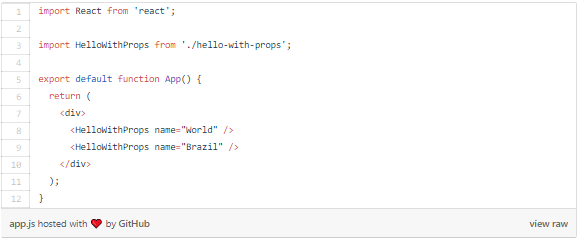 1 import React from 'react';
2
3 import HelloWithProps from './hello-with-props';
4
5 export default function App() {
6   return (
7     <div>
8       <HelloWithProps name="World" />
9       <HelloWithProps name="Brazil" />
10     </div>
11   );
12 }
app.js hosted with ❤ by GitHub view raw